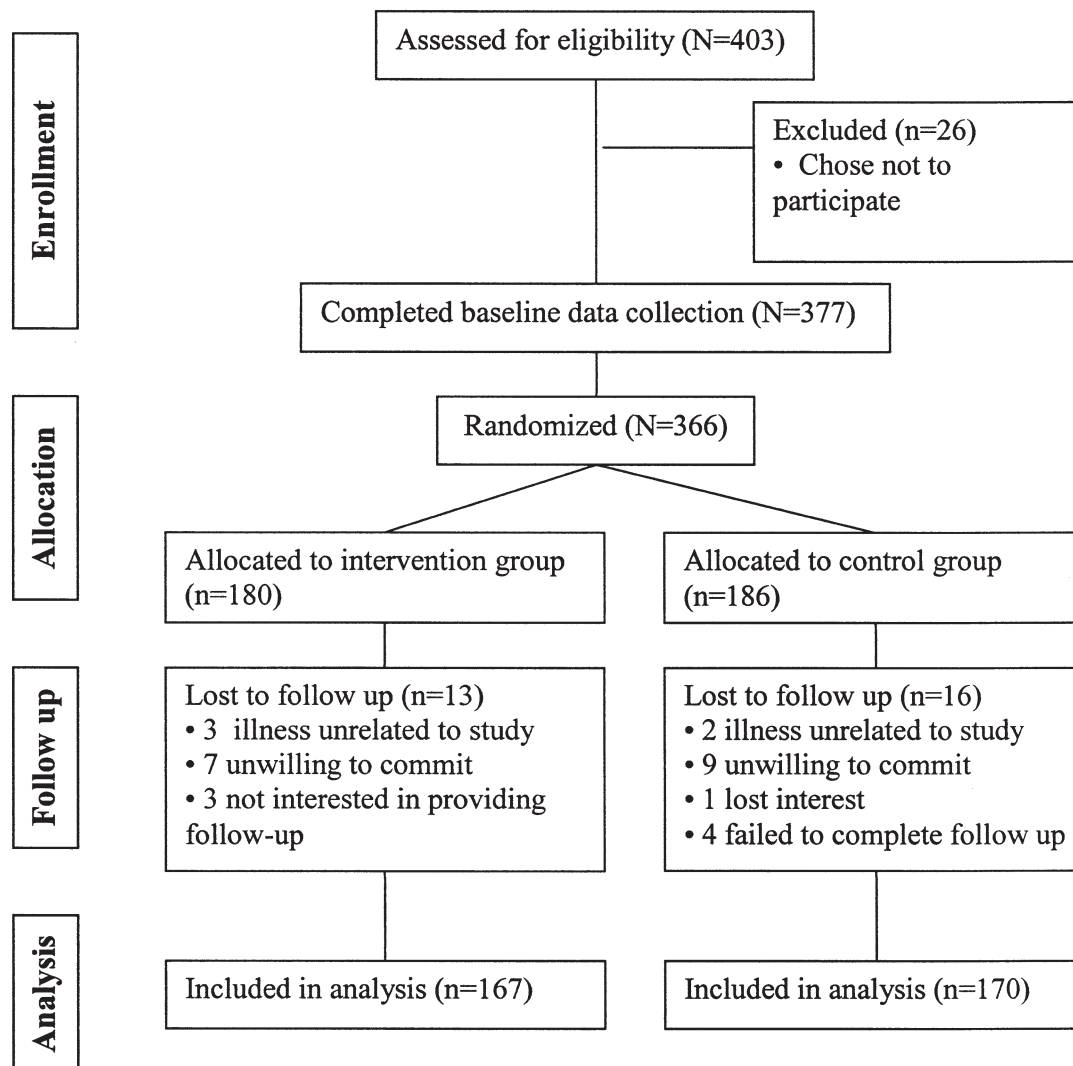 Enrollment
Assessed for eligibility (N=403)
Excluded (n=26)
• Chose not to
participate
Completed baseline data collection (N=377)
Allocation
Randomized (N=366)
Allocated to intervention group
(n=180)
Allocated to control group
(n=186)
Follow up
Lost to follow up (n=13)
• 3 illness unrelated to study
• 7 unwilling to commit
• 3 not interested in providing
follow-up
Lost to follow up (n=16)
• 2 illness unrelated to study
• 9 unwilling to commit
• 1 lost interest
• 4 failed to complete follow up
Analysis
Included in analysis (n=167)
Included in analysis (n=170)